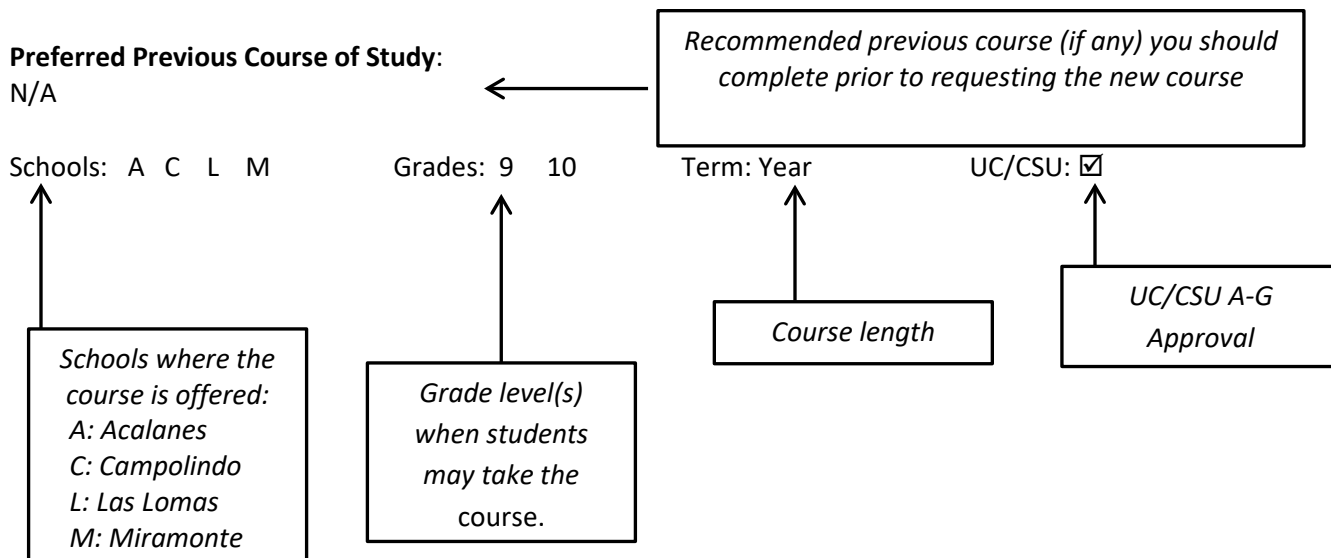 Preferred Previous Course of Study:
N/A
Recommended previous course (if any) you should
complete prior to requesting the new course
Schools: A C L M Grades: 9 10 Term: Year UC/CSU: ☑
Schools where the
course is offered:
A: Acalanes
C: Campolindo
L: Las Lomas
M: Miramonte
Grade level(s)
when students
may take the
course.
Course length
UC/CSU A-G
Approval